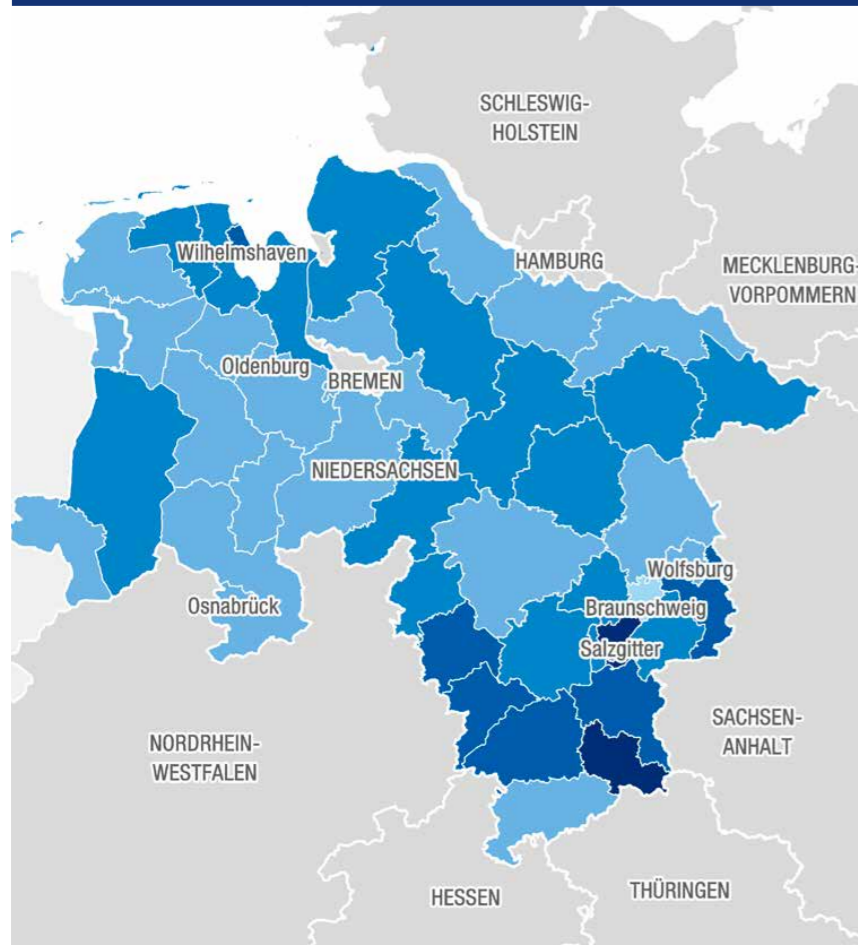 SCHLESWIG-
HOLSTEIN
Wilhelmshaven
HAMBURG
MECKLENBURG-
VORPOMMERN
Oldenburg
BREMEN
NIEDERSACHSEN
Wolfsburg
Osnabrück
Braunschweig
Salzgitter
NORDRHEIN-
WESTFALEN
SACHSEN-
ANHALT
HESSEN
THÜRINGEN